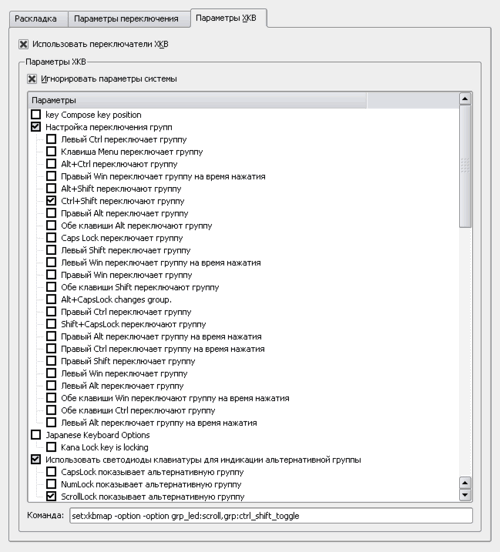 Раскладка
Параметры переключения
Параметры XKB
Использовать переключатели XKB
Параметры XKB
Игнорировать параметры системы
Параметры
key Compose key position
Настройка переключения групп
Левый Ctrl переключает группу
Клавиша Menu переключает группу
Alt+Ctrl переключают группу
Правый Win переключает группу на время нажатия
Alt+Shift переключают группу
Ctrl+Shift переключают группу
Правый Alt переключает группу
Обе клавиши Alt переключают группу
Caps Lock переключает группу
Левый Shift переключает группу
Левый Win переключает группу на время нажатия
Правый Win переключает группу
Обе клавиши Shift переключают группу
Alt+CapsLock changes group.
Правый Ctrl переключает группу
Shift+CapsLock переключают группу
Правый Alt переключает группу на время нажатия
Правый Ctrl переключает группу на время нажатия
Правый Shift переключает группу
Левый Win переключает группу
Левый Alt переключает группу
Обе клавиши Win переключают группу на время нажатия
Обе клавиши Ctrl переключают группу
Левый Alt переключает группу на время нажатия
Japanese Keyboard Options
Kana Lock key is locking
Использовать светодиоды клавиатуры для индикации альтернативной группы
CapsLock показывает альтернативную группу
NumLock показывает альтернативную группу
ScrollLock показывает альтернативную группу
Команда: setxkbmap -option -option grp_led:scroll,grp:ctrl_shift_toggle